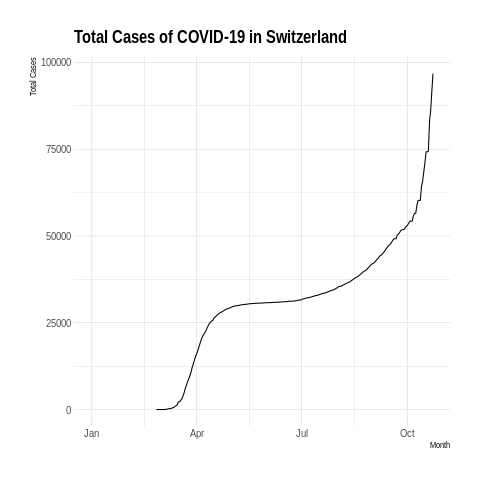 Total Cases of COVID-19 in Switzerland
Total Cases
100000
75000
50000
25000
0
Jan Apr Jul Oct
Month